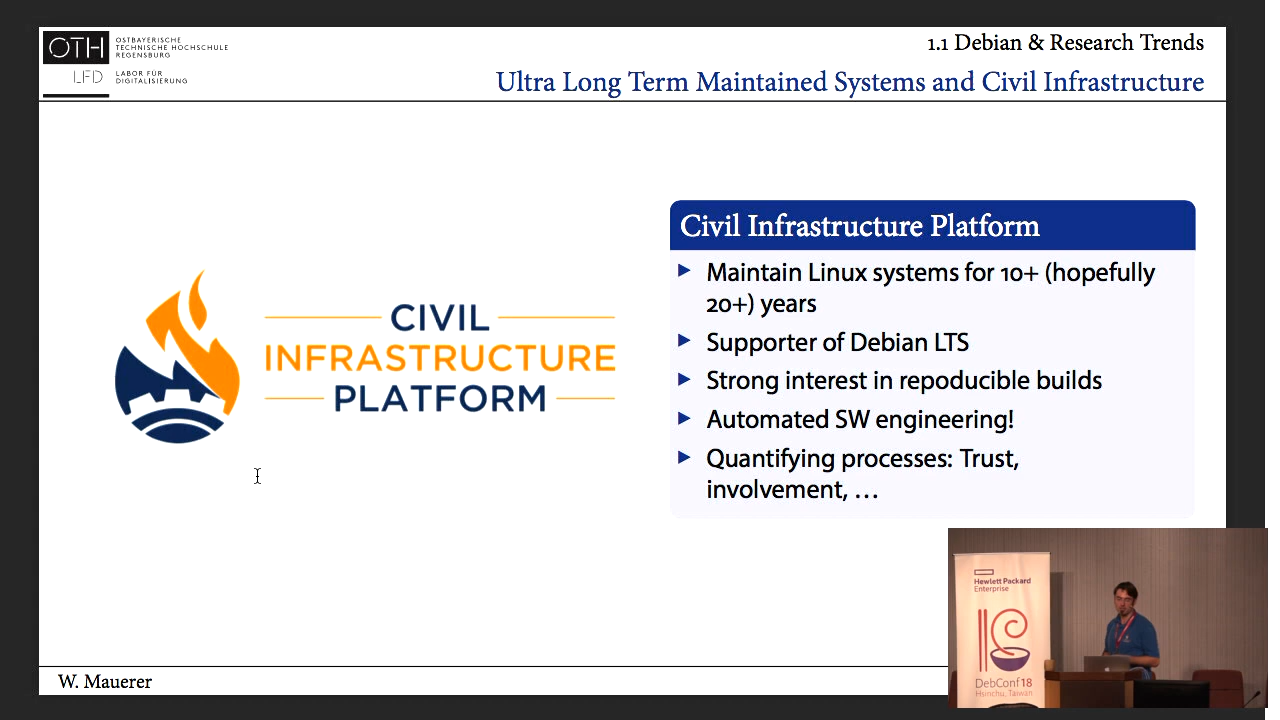 OTH
OSTBAYERISCHE
TECHNISCHE HOCHSCHULE
REGENSBURG
LFD
LABOR FÜR
DIGITALISIERUNG
1.1 Debian & Research Trends
Ultra Long Term Maintained Systems and Civil Infrastructure
CIVIL
INFRASTRUCTURE
PLATFORM
Civil Infrastructure Platform
Maintain Linux systems for 10+ (hopefully
20+) years
Supporter of Debian LTS
Strong interest in repoducible builds
Automated SW engineering!
Quantifying processes: Trust,
involvement, …
Hewlett Packard
Enterprise
DebConf18
Hsinchu, Taiwan
W. Mauerer